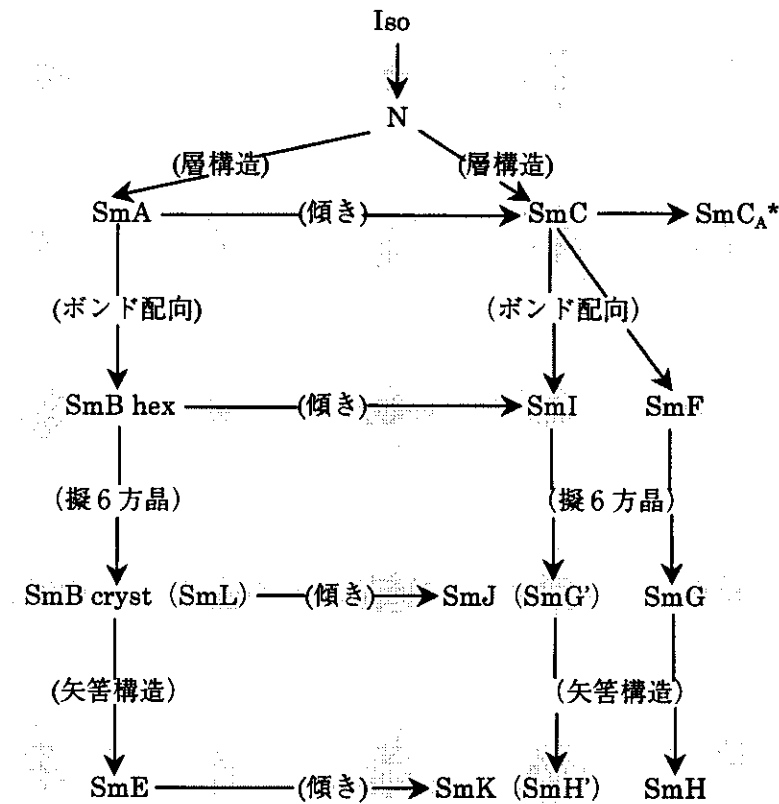 Iso
N
(層構造) (層構造)
SmA (傾き) SmC SmC_A*
(ボンド配向) (ボンド配向)
SmB hex (傾き) SmI SmF
(擬6方晶) (擬6方晶)
SmB cryst (SmL) (傾き) SmJ (SmG') SmG
(矢筈構造) (矢筈構造)
SmE (傾き) SmK (SmH') SmH